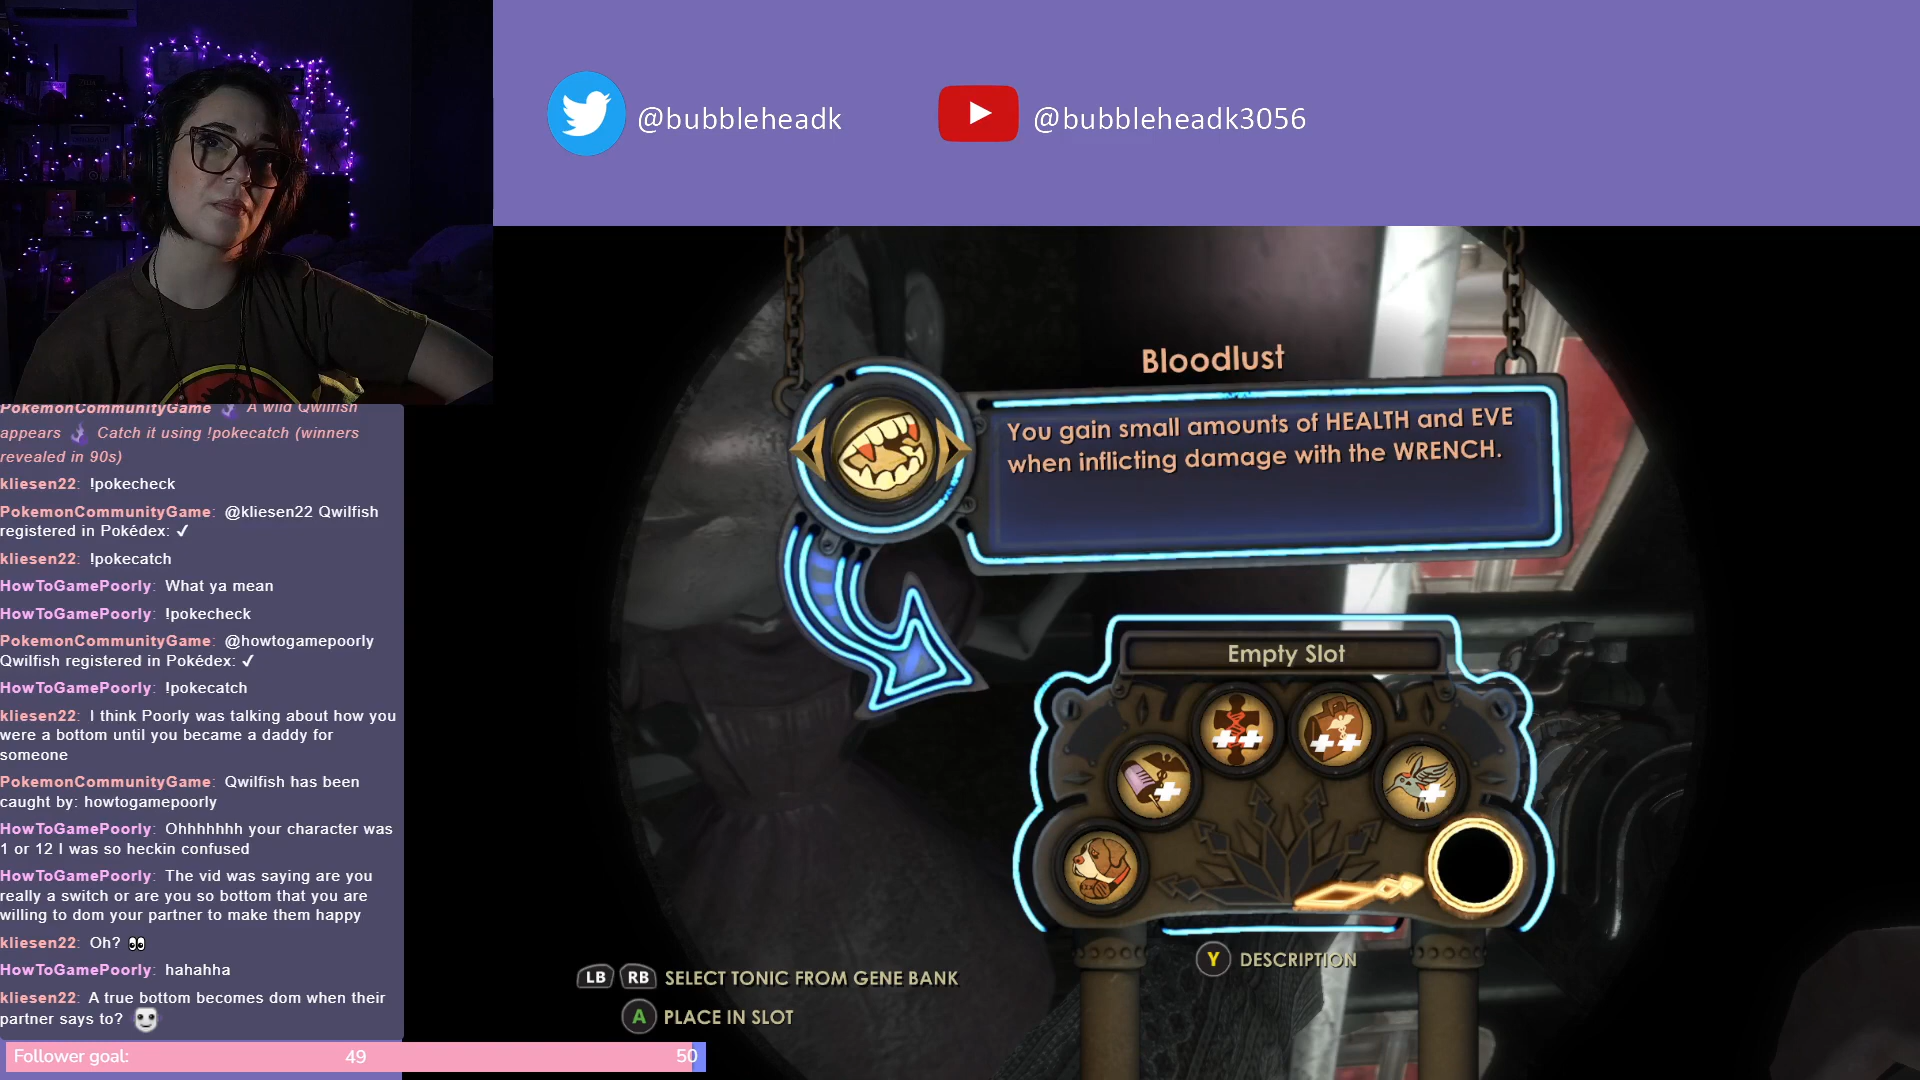 @bubbleheadk
@bubbleheadk3056
PokemonCommunityGame A wild Qwilfish
appears Catch it using !pokecatch (winners
revealed in 90s)
kliesen22: !pokecheck
PokemonCommunityGame: @kliesen22 Qwilfish
registered in Pokédex: ✔
kliesen22: !pokecatch
HowToGamePoorly: What ya mean
HowToGamePoorly: !pokecheck
PokemonCommunityGame: @howtogamepoorly
Qwilfish registered in Pokédex: ✔
HowToGamePoorly: !pokecatch
kliesen22: I think Poorly was talking about how you
were a bottom until you became a daddy for
someone
PokemonCommunityGame: Qwilfish has been
caught by: howtogamepoorly
HowToGamePoorly: Ohhhhhhh your character was
1 or 12 I was so heckin confused
HowToGamePoorly: The vid was saying are you
really a switch or are you so bottom that you are
willing to dom your partner to make them happy
kliesen22: Oh? 👀
HowToGamePoorly: hahahha
kliesen22: A true bottom becomes dom when their
partner says to?
Follower goal: 49 50
Bloodlust
You gain small amounts of HEALTH and EVE
when inflicting damage with the WRENCH.
Empty Slot
Y DESCRIPTION
LB RB SELECT TONIC FROM GENE BANK
A PLACE IN SLOT